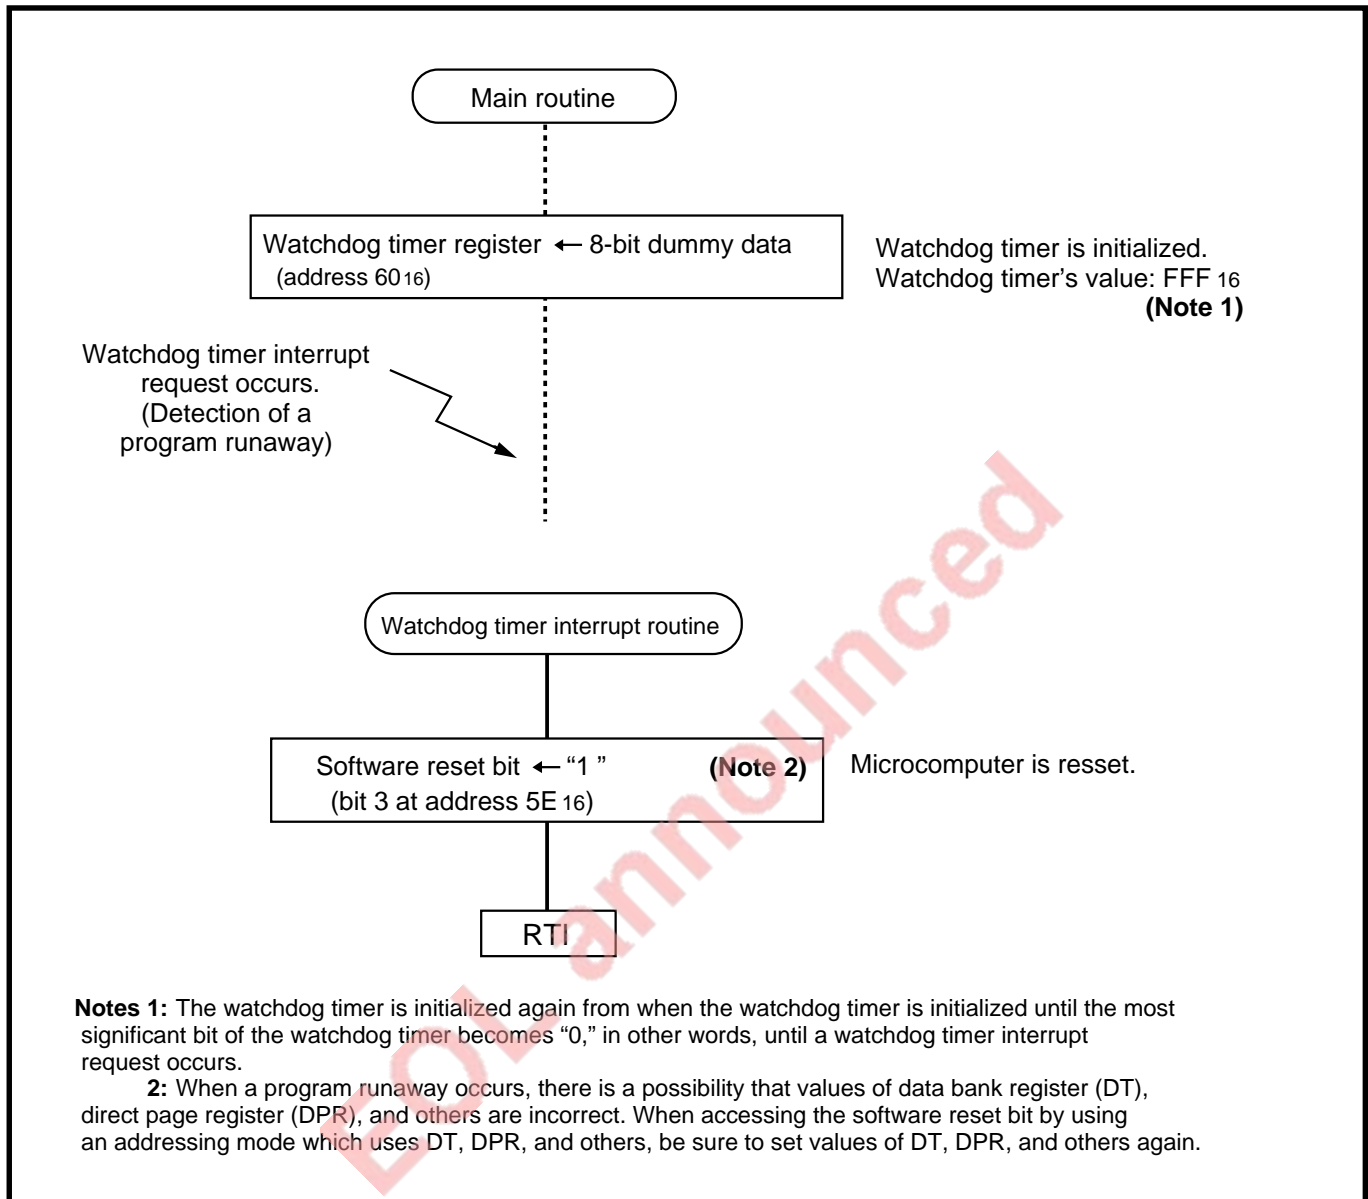 Main routine
Watchdog timer register ← 8-bit dummy data
(address 6016)
Watchdog timer is initialized.
Watchdog timer’s value: FFF 16
(Note 1)
Watchdog timer interrupt
request occurs.
(Detection of a
program runaway)
Watchdog timer interrupt routine
Software reset bit ← “1 ” (Note 2)
(bit 3 at address 5E 16)
Microcomputer is resset.
RTI
Notes 1: The watchdog timer is initialized again from when the watchdog timer is initialized until the most
significant bit of the watchdog timer becomes “0,” in other words, until a watchdog timer interrupt
request occurs.
2: When a program runaway occurs, there is a possibility that values of data bank register (DT),
direct page register (DPR), and others are incorrect. When accessing the software reset bit by using
an addressing mode which uses DT, DPR, and others, be sure to set values of DT, DPR, and others again.
EOL announced